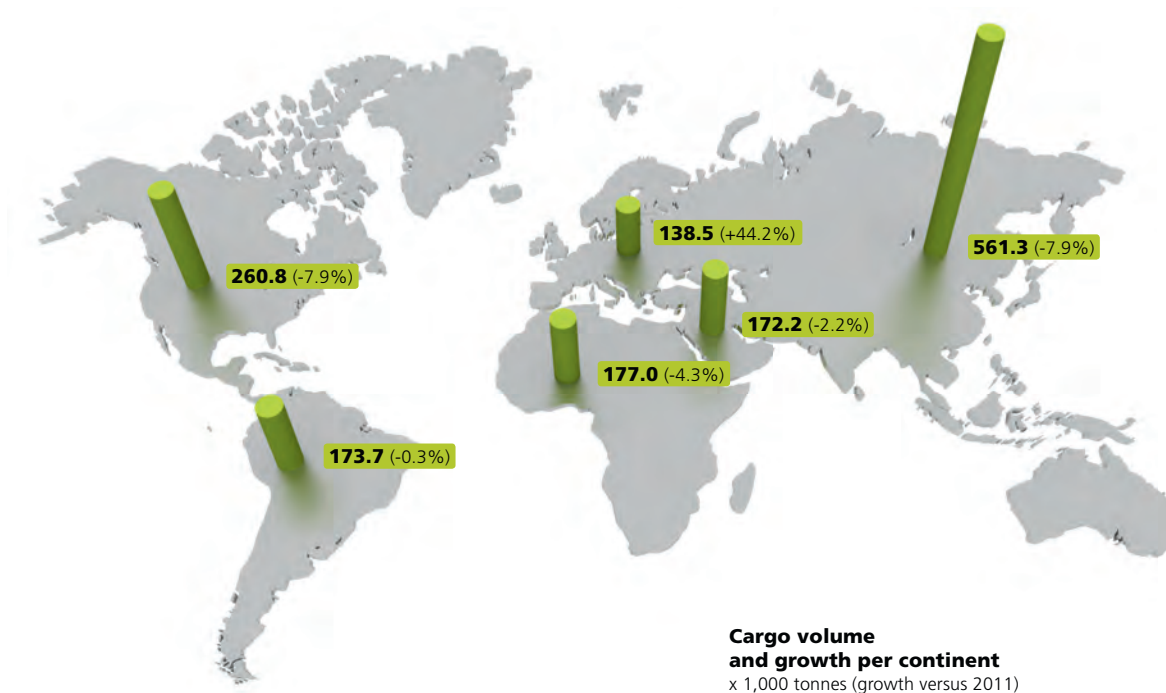 138.5 (+44.2%)
561.3 (-7.9%)
260.8 (-7.9%)
172.2 (-2.2%)
177.0 (-4.3%)
173.7 (-0.3%)
Cargo volume
and growth per continent
x 1,000 tonnes (growth versus 2011)